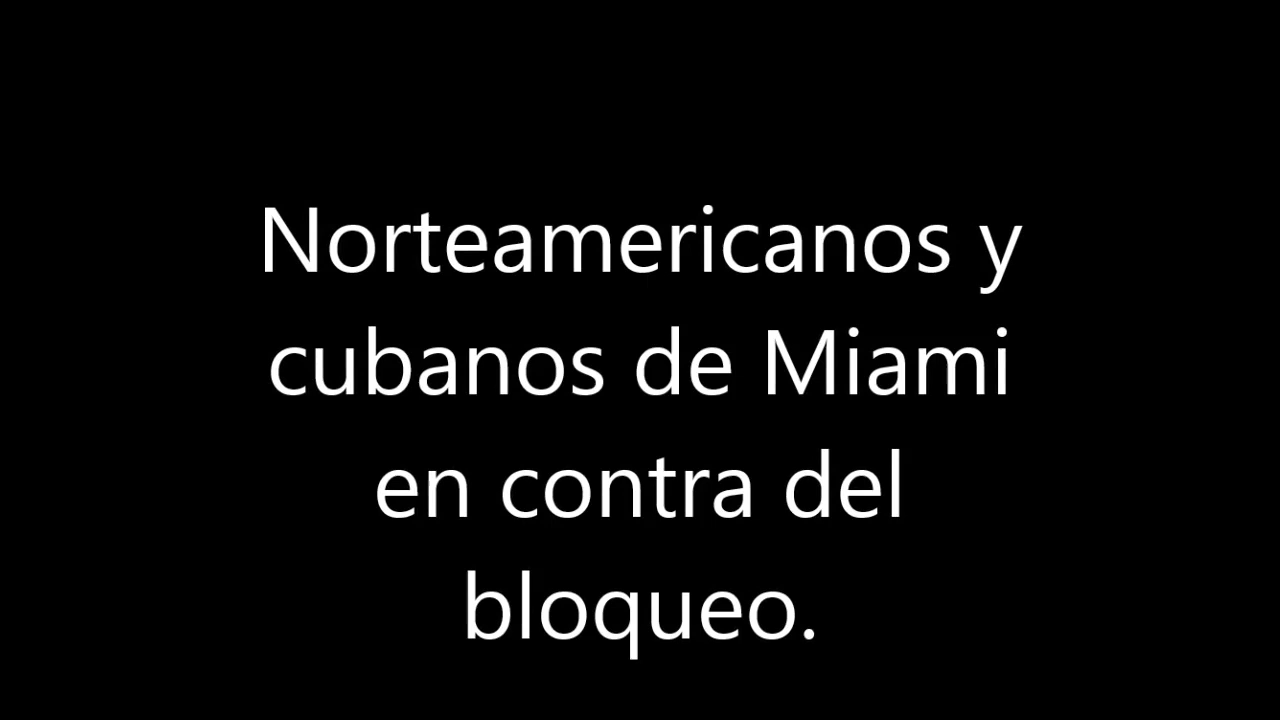 Norteamericanos y
cubanos de Miami
en contra del
bloqueo.